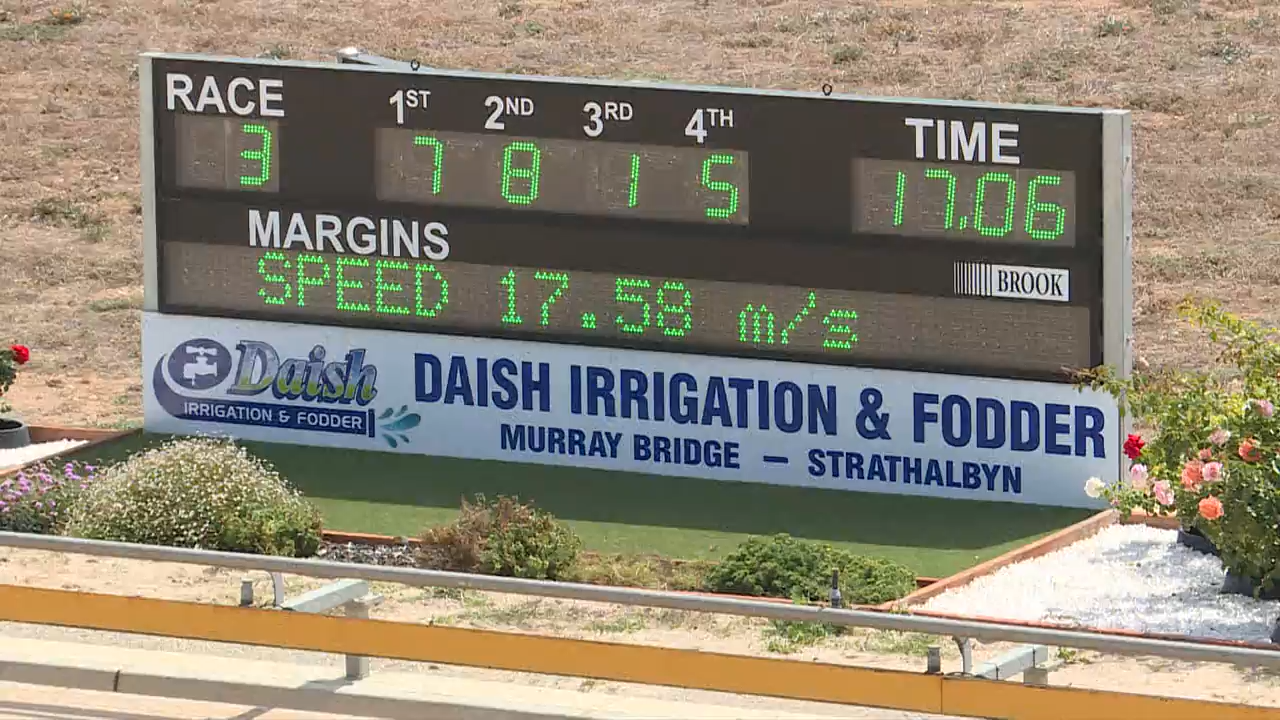 RACE 1ST 2ND 3RD 4TH TIME
3 7 8 1 5 17.06
MARGINS
BROOK
SPEED 17.58 m/s
Daish
IRRIGATION & FODDER
DAISH IRRIGATION & FODDER
MURRAY BRIDGE – STRATHALBYN